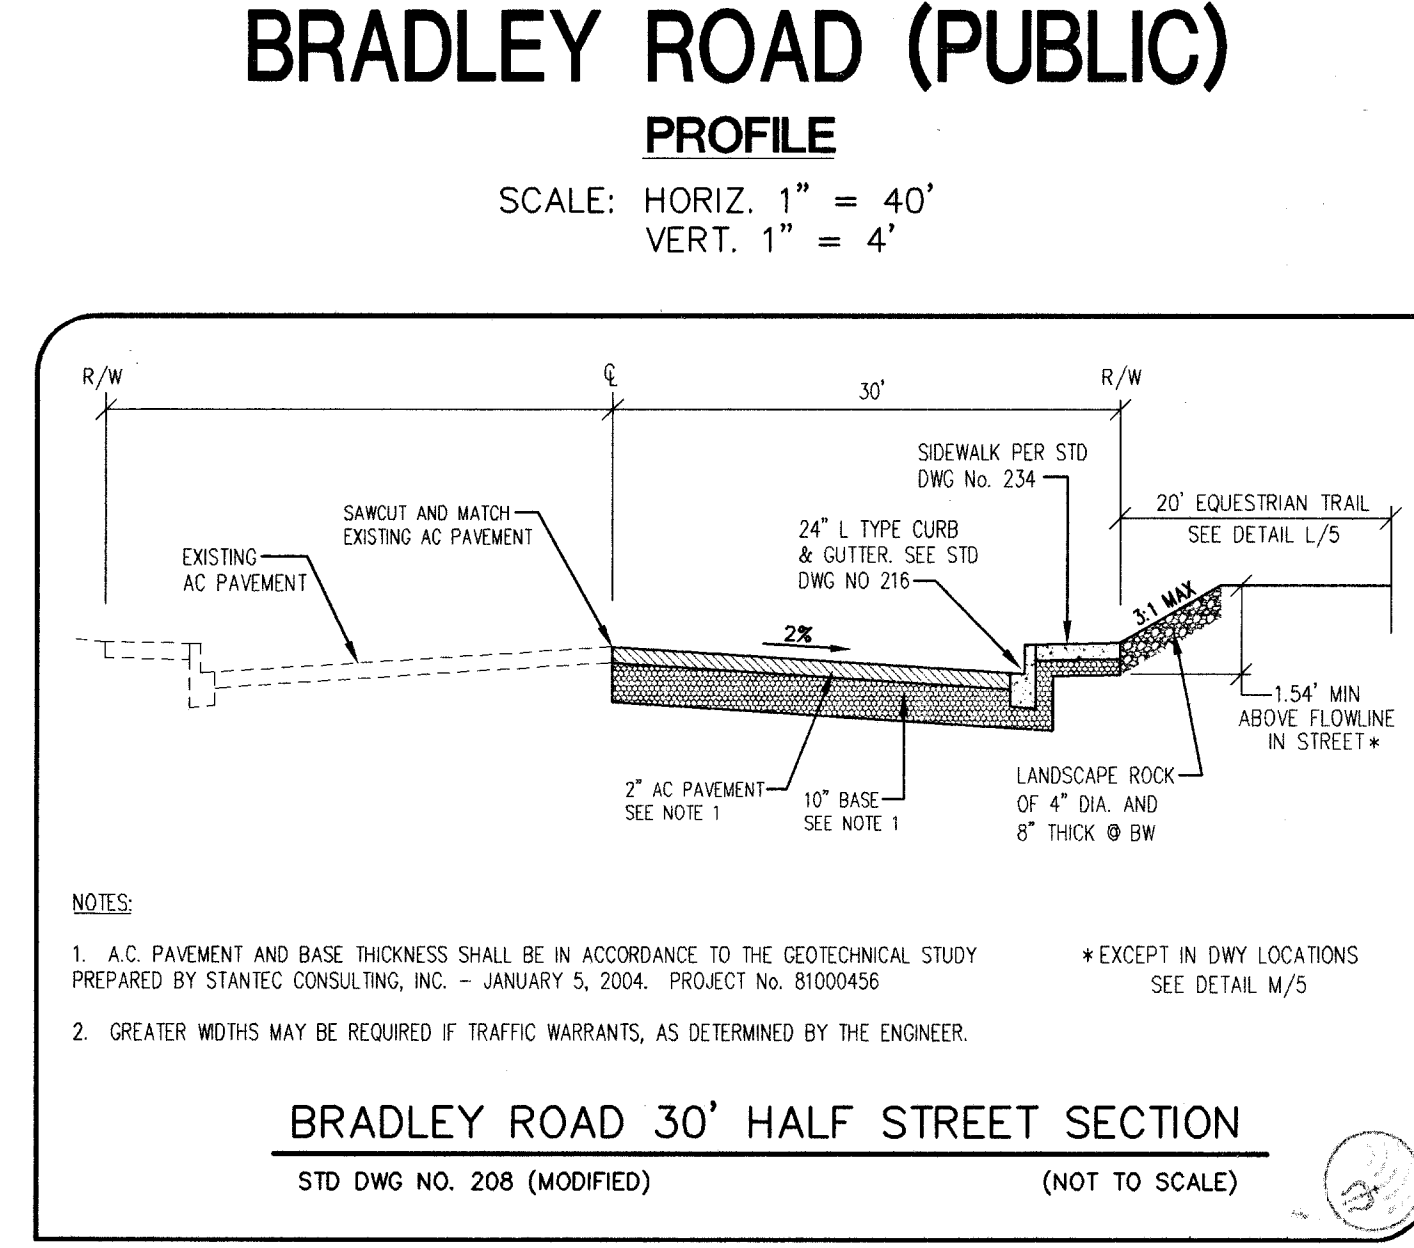 BRADLEY ROAD (PUBLIC)
PROFILE
SCALE: HORIZ. 1" = 40'
VERT. 1" = 4'
R/W
℄
30'
R/W
SIDEWALK PER STD
DWG No. 234
20' EQUESTRIAN TRAIL
SEE DETAIL L/5
SAWCUT AND MATCH
EXISTING AC PAVEMENT
24" L TYPE CURB
& GUTTER. SEE STD
DWG NO 216
EXISTING
AC PAVEMENT
2%
3:1 MAX
1.54' MIN
ABOVE FLOWLINE
IN STREET *
2" AC PAVEMENT
SEE NOTE 1
10" BASE
SEE NOTE 1
LANDSCAPE ROCK
OF 4" DIA. AND
8" THICK @ BW
NOTES:
1. A.C. PAVEMENT AND BASE THICKNESS SHALL BE IN ACCORDANCE TO THE GEOTECHNICAL STUDY
PREPARED BY STANTEC CONSULTING, INC. – JANUARY 5, 2004. PROJECT No. 81000456
* EXCEPT IN DWY LOCATIONS
SEE DETAIL M/5
2. GREATER WIDTHS MAY BE REQUIRED IF TRAFFIC WARRANTS, AS DETERMINED BY THE ENGINEER.
BRADLEY ROAD 30' HALF STREET SECTION
STD DWG NO. 208 (MODIFIED)
(NOT TO SCALE)